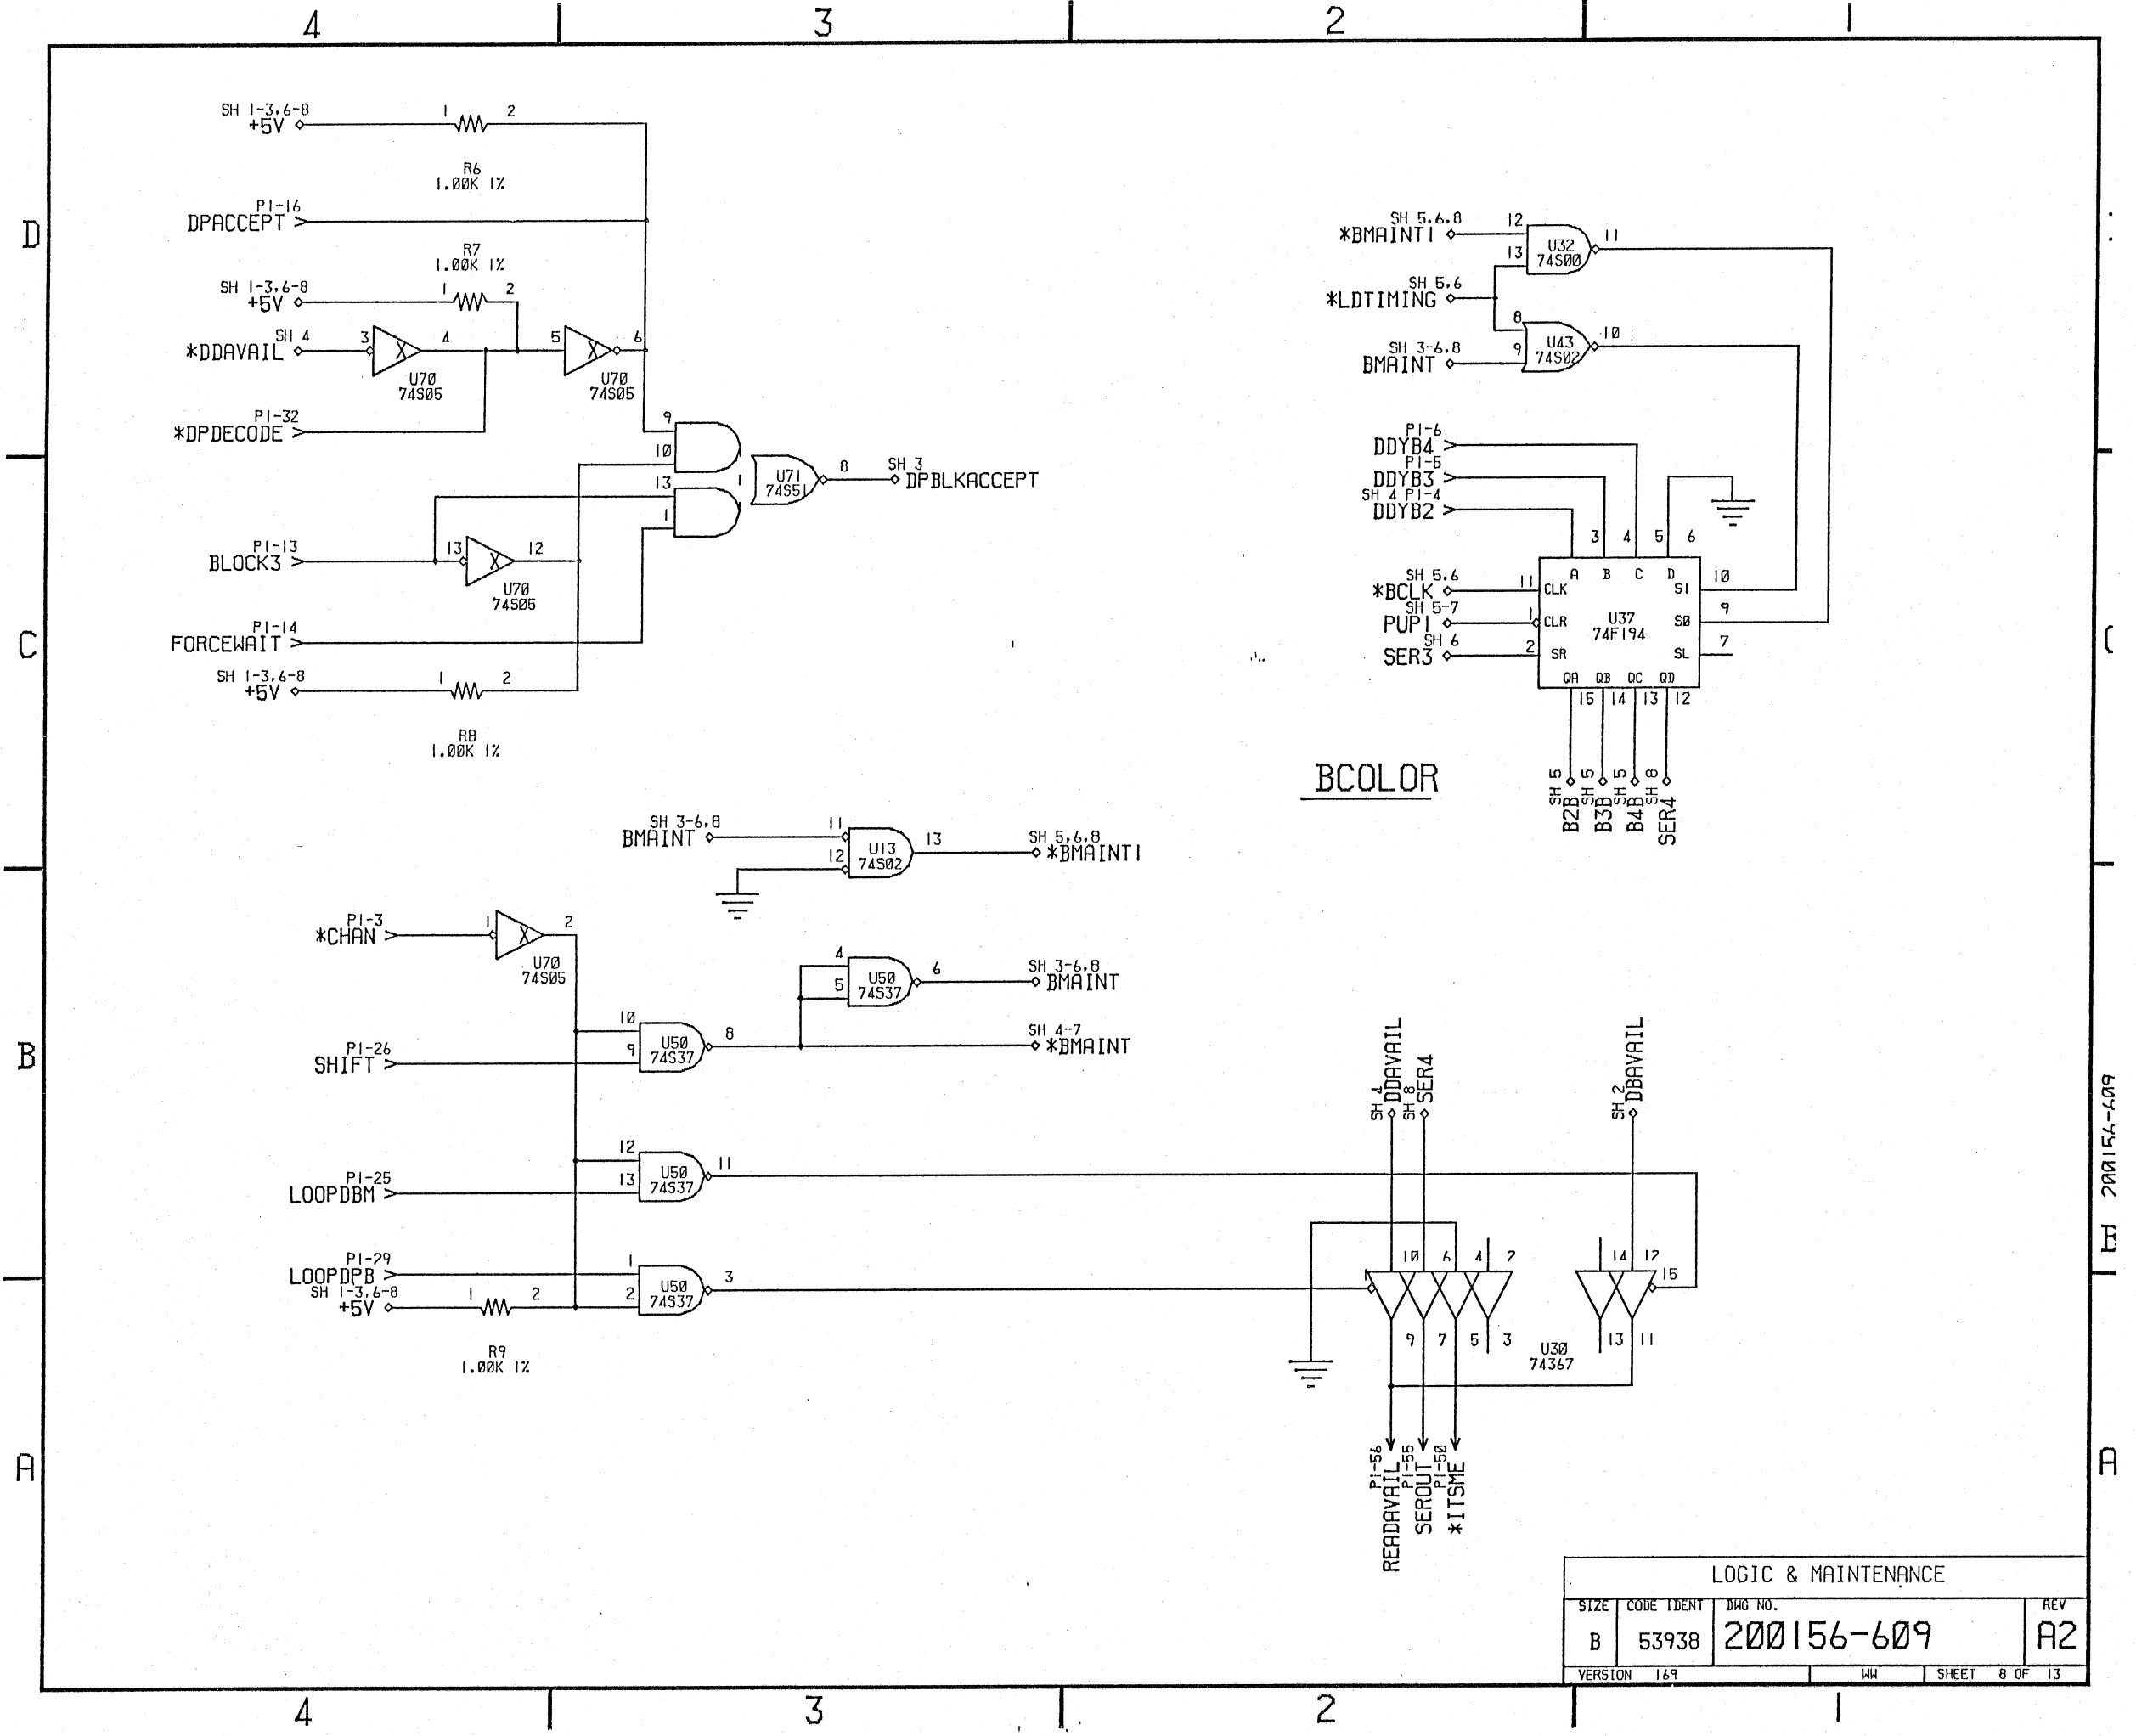 4 3 2 1
SH 1-3,6-8
+5V
1 2
R6
1.00K 1%
P1-16
DPACCEPT
R7
1.00K 1%
SH 1-3,6-8
+5V
1 2
SH 4
*DDAVAIL
3 4
U70
74S05
5 6
U70
74S05
P1-32
*DPDECODE
9
10
13
1
1
U71
74S51
8
SH 3
DPBLKACCEPT
P1-13
BLOCK3
13 12
U70
74S05
P1-14
FORCEWAIT
SH 1-3,6-8
+5V
1 2
R8
1.00K 1%
SH 5,6,8
*BMAINT1
12
13
U32
74S00
11
SH 5,6
*LDTIMING
SH 3-6,8
BMAINT
8
9
U43
74S02
10
P1-6
DDYB4
P1-5
DDYB3
SH 4 P1-4
DDYB2
3 4 5 6
A B C D
SH 5,6
*BCLK
11 CLK
S1 10
SH 5-7
PUP1
1 CLR
U37
74F194
S0 9
SH 6
SER3
2 SR
SL 7
QA QB QC QD
15 14 13 12
SH 5
B2B
SH 5
B3B
SH 5
B4B
SH 8
SER4
BCOLOR
SH 3-6,8
BMAINT
11
12
U13
74S02
13
SH 5,6,8
*BMAINT1
P1-3
*CHAN
1 2
U70
74S05
4
5
U50
74S37
6
SH 3-6,8
BMAINT
P1-26
SHIFT
10
9
U50
74S37
8
SH 4-7
*BMAINT
P1-25
LOOPDBM
12
13
U50
74S37
11
P1-29
LOOPDPB
SH 1-3,6-8
+5V
1 2
1
2
U50
74S37
3
R9
1.00K 1%
SH 4
DDAVAIL
SH 8
SER4
SH 2
DBAVAIL
10 6 4 2
14 12
1
15
9 7 5 3
13 11
U30
74367
P1-56
READAVAIL
P1-55
SEROUT
P1-50
*ITSME
D
C
B
A
D
C
B
A
200156-609
LOGIC & MAINTENANCE
SIZE CODE IDENT DWG NO. REV
B 53938 200156-609 A2
VERSION 169 WW SHEET 8 OF 13
4 3 2 1